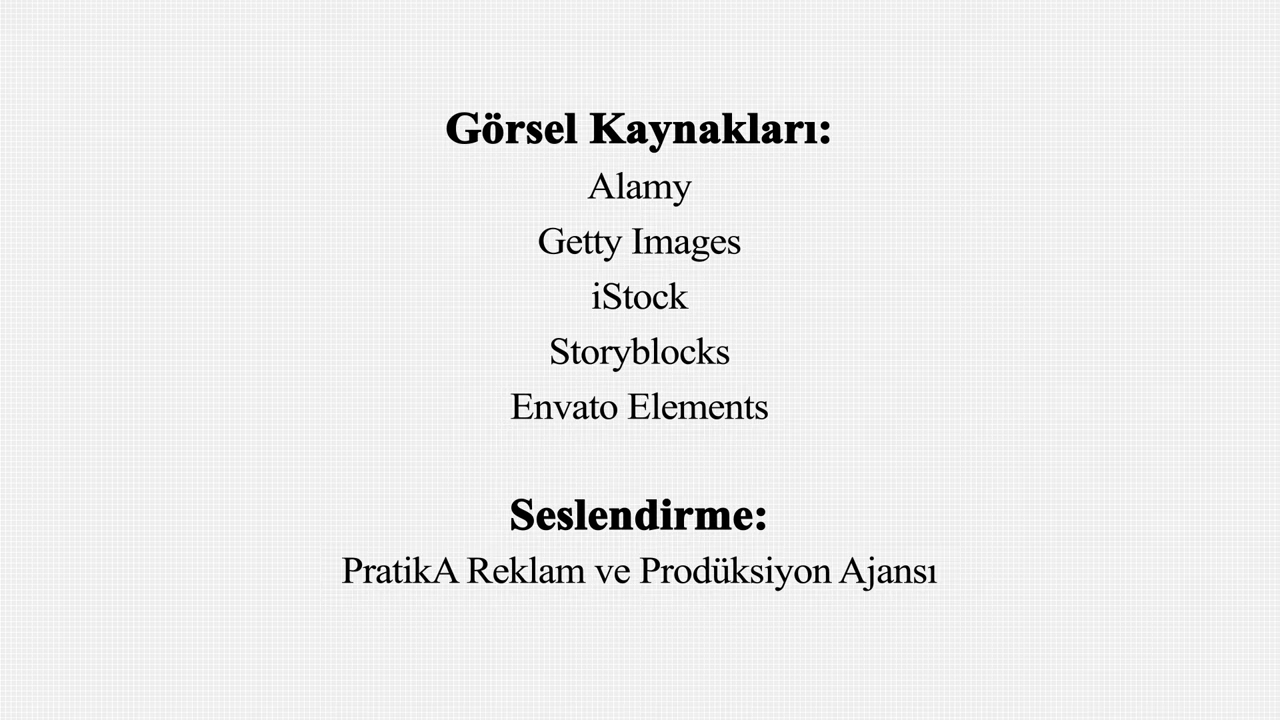 Görsel Kaynakları:
Alamy
Getty Images
iStock
Storyblocks
Envato Elements
Seslendirme:
PratikA Reklam ve Prodüksiyon Ajansı